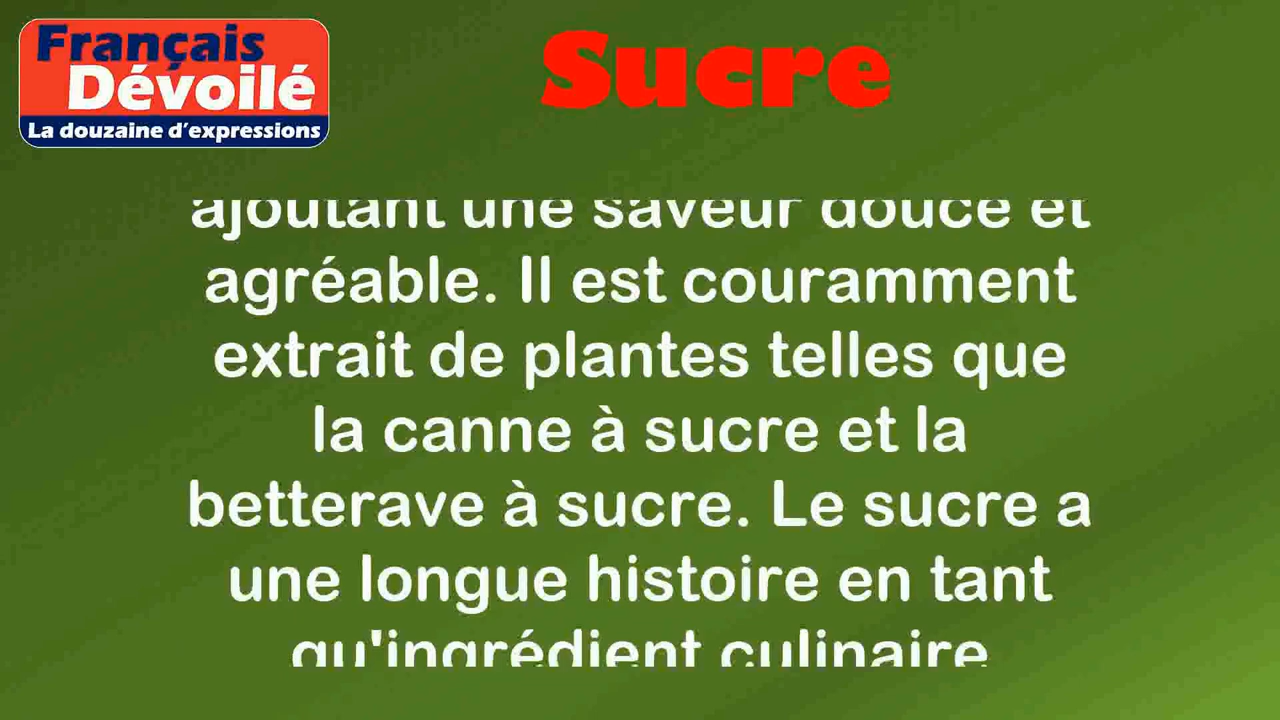 Français
Dévoilé
La douzaine d'expressions
Sucre
ajoutant une saveur douce et
agréable. Il est couramment
extrait de plantes telles que
la canne à sucre et la
betterave à sucre. Le sucre a
une longue histoire en tant
qu'ingrédient culinaire